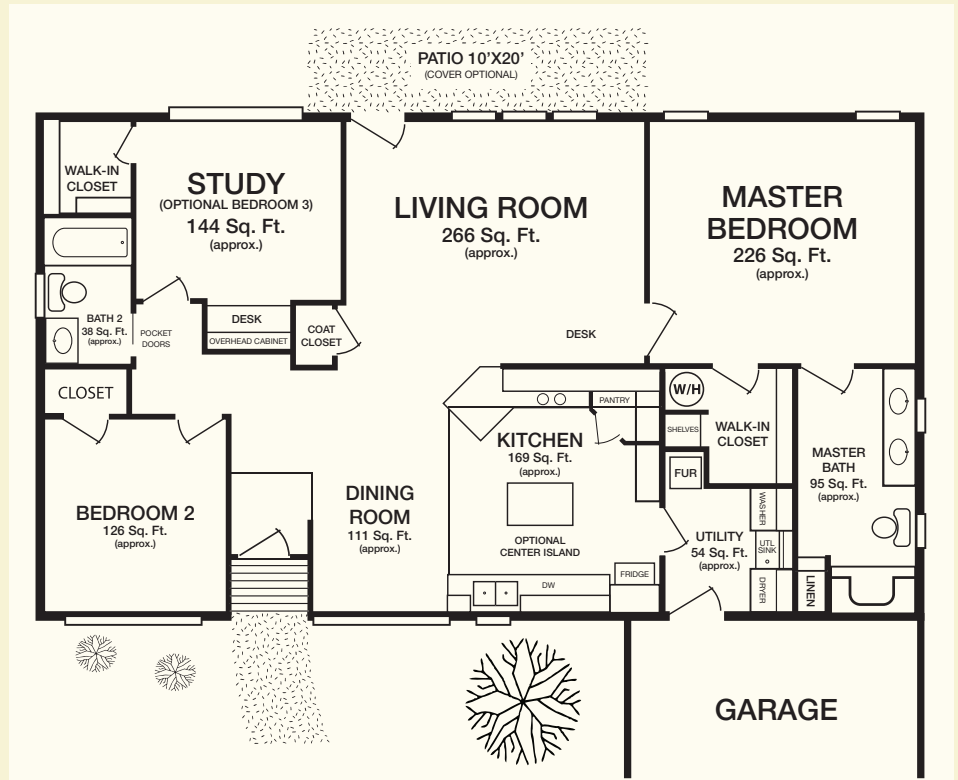 PATIO 10'X20'
(COVER OPTIONAL)
WALK-IN
CLOSET
STUDY
(OPTIONAL BEDROOM 3)
144 Sq. Ft.
(approx.)
LIVING ROOM
266 Sq. Ft.
(approx.)
MASTER
BEDROOM
226 Sq. Ft.
(approx.)
BATH 2
38 Sq. Ft.
(approx.)
POCKET
DOORS
DESK
OVERHEAD CABINET
COAT
CLOSET
DESK
CLOSET
W/H
PANTRY
SHELVES
WALK-IN
CLOSET
KITCHEN
169 Sq. Ft.
(approx.)
FUR
MASTER
BATH
95 Sq. Ft.
(approx.)
BEDROOM 2
126 Sq. Ft.
(approx.)
DINING
ROOM
111 Sq. Ft.
(approx.)
OPTIONAL
CENTER ISLAND
UTILITY
54 Sq. Ft.
(approx.)
WASHER
UTL
SINK
DRYER
LINEN
FRIDGE
DW
GARAGE